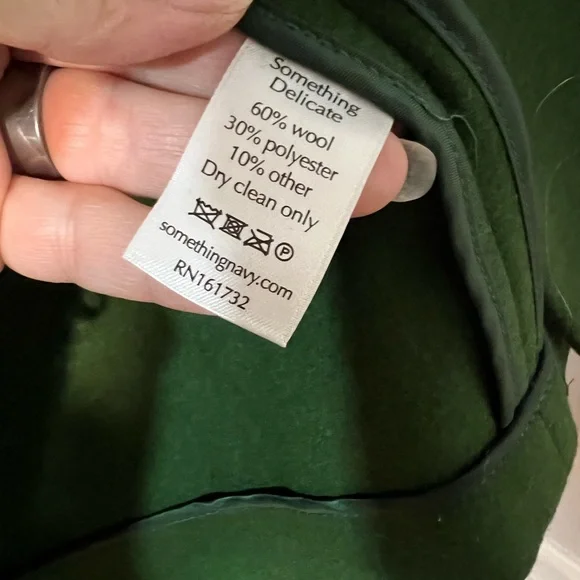 Something
Delicate
60% wool
30% polyester
10% other
Dry clean only
P
somethingnavy.com
RN161732